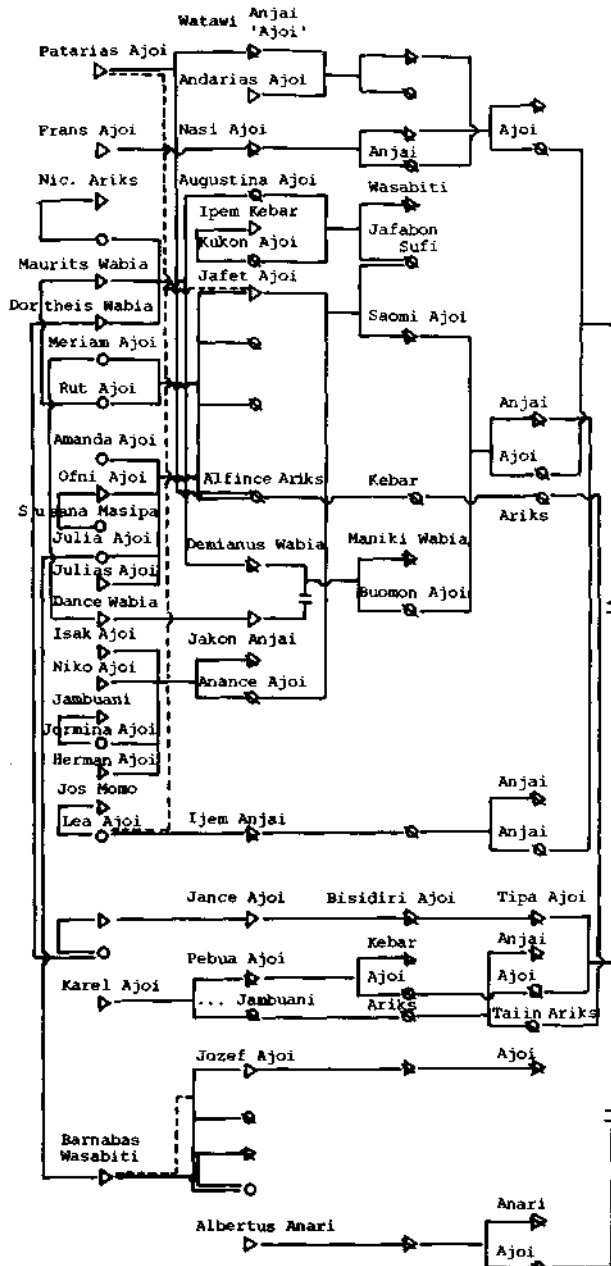 Watawi Anjai
'Ajoi'
Patarias Ajoi
Andarias Ajoi
Frans Ajoi
Nasi Ajoi
Anjai
Ajoi
Nic. Ariks
Augustina Ajoi
Wasabiti
Ipem Kebar
Kukon Ajoi
Jafabon
Sufi
Maurits Wabia
Jafet Ajoi
Dortheis Wabia
Saomi Ajoi
Meriam Ajoi
Rut Ajoi
Anjai
Amanda Ajoi
Ajoi
Ofni Ajoi
Alfince Ariks
Kebar
Susana Masipa
Ariks
Julia Ajoi
Demianus Wabia
Maniki Wabia
Julias Ajoi
Buomon Ajoi
Dance Wabia
Isak Ajoi
Jakon Anjai
Niko Ajoi
Anance Ajoi
Jambuani
Jormina Ajoi
Herman Ajoi
Jos Momo
Anjai
Lea Ajoi
Ijem Anjai
Anjai
Jance Ajoi
Bisidiri Ajoi
Tipa Ajoi
Kebar
Anjai
Pebua Ajoi
Ajoi
Ajoi
Karel Ajoi
... Jambuani
Ariks
Taiin Ariks
Jozef Ajoi
Ajoi
Barnabas
Wasabiti
Anari
Albertus Anari
Ajoi